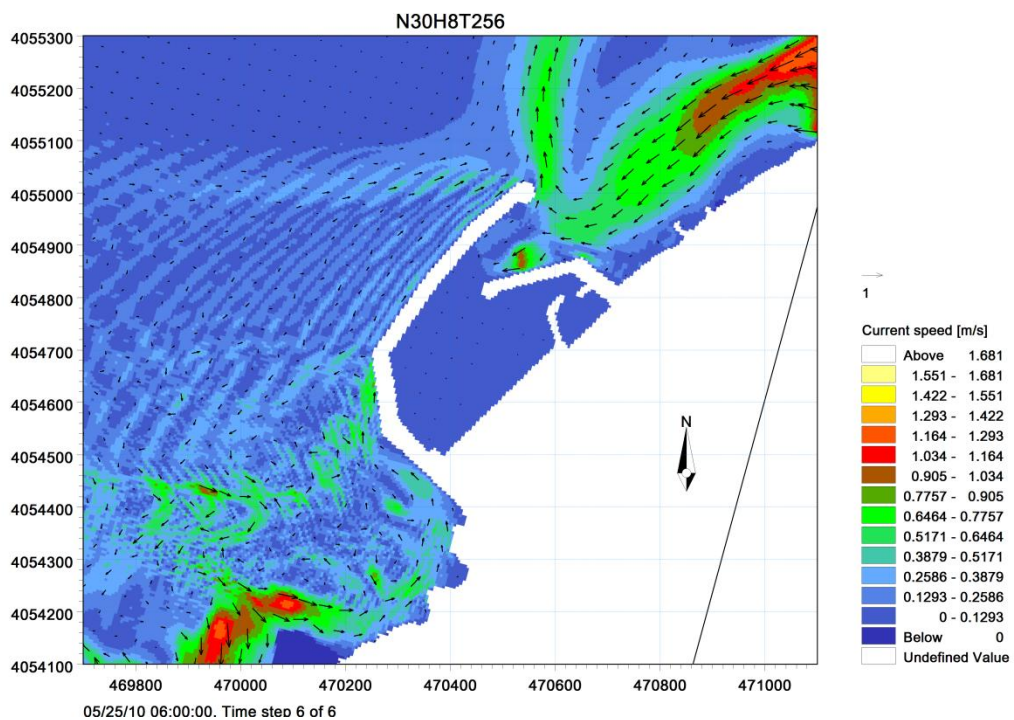 N30H8T256
4055300
4055200
4055100
4055000
4054900
4054800
4054700
4054600
4054500
4054400
4054300
4054200
4054100
469800 470000 470200 470400 470600 470800 471000
05/25/10 06:00:00, Time step 6 of 6
N
1
Current speed [m/s]
Above 1.681
1.551 - 1.681
1.422 - 1.551
1.293 - 1.422
1.164 - 1.293
1.034 - 1.164
0.905 - 1.034
0.7757 - 0.905
0.6464 - 0.7757
0.5171 - 0.6464
0.3879 - 0.5171
0.2586 - 0.3879
0.1293 - 0.2586
0 - 0.1293
Below 0
Undefined Value